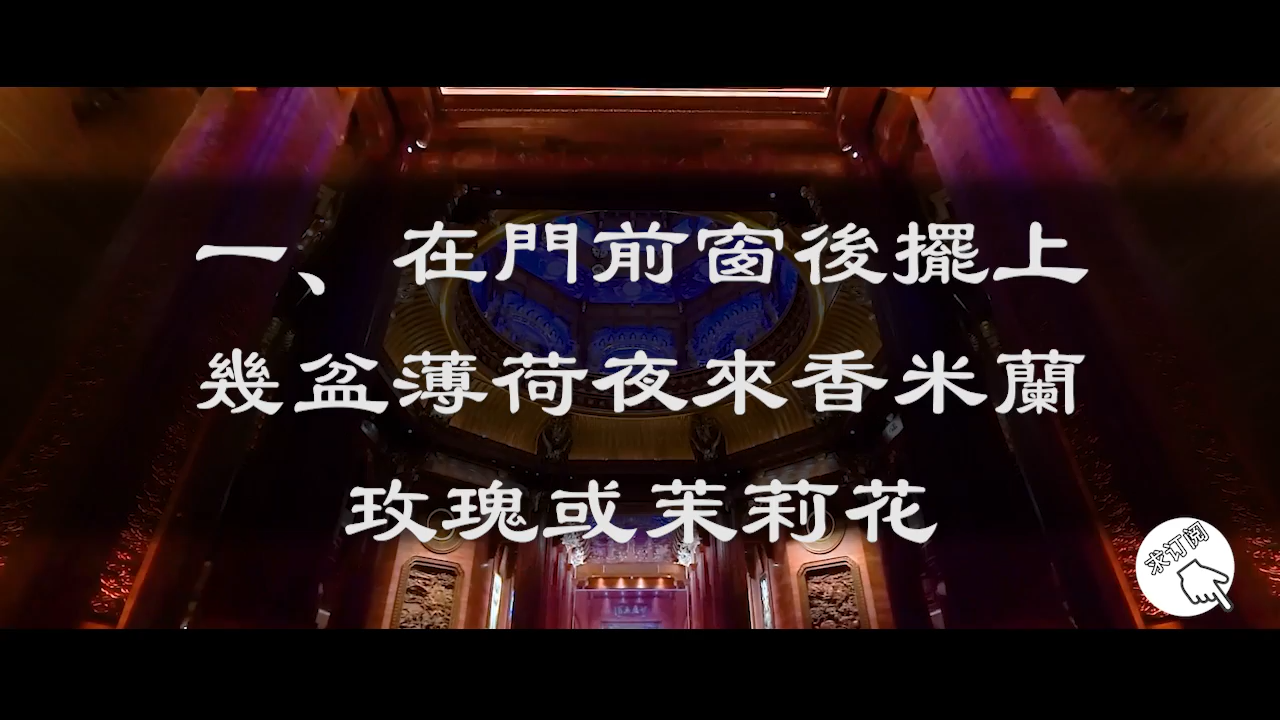 一、在門前窗後擺上
幾盆薄荷夜來香米蘭
玫瑰或茉莉花
求订阅